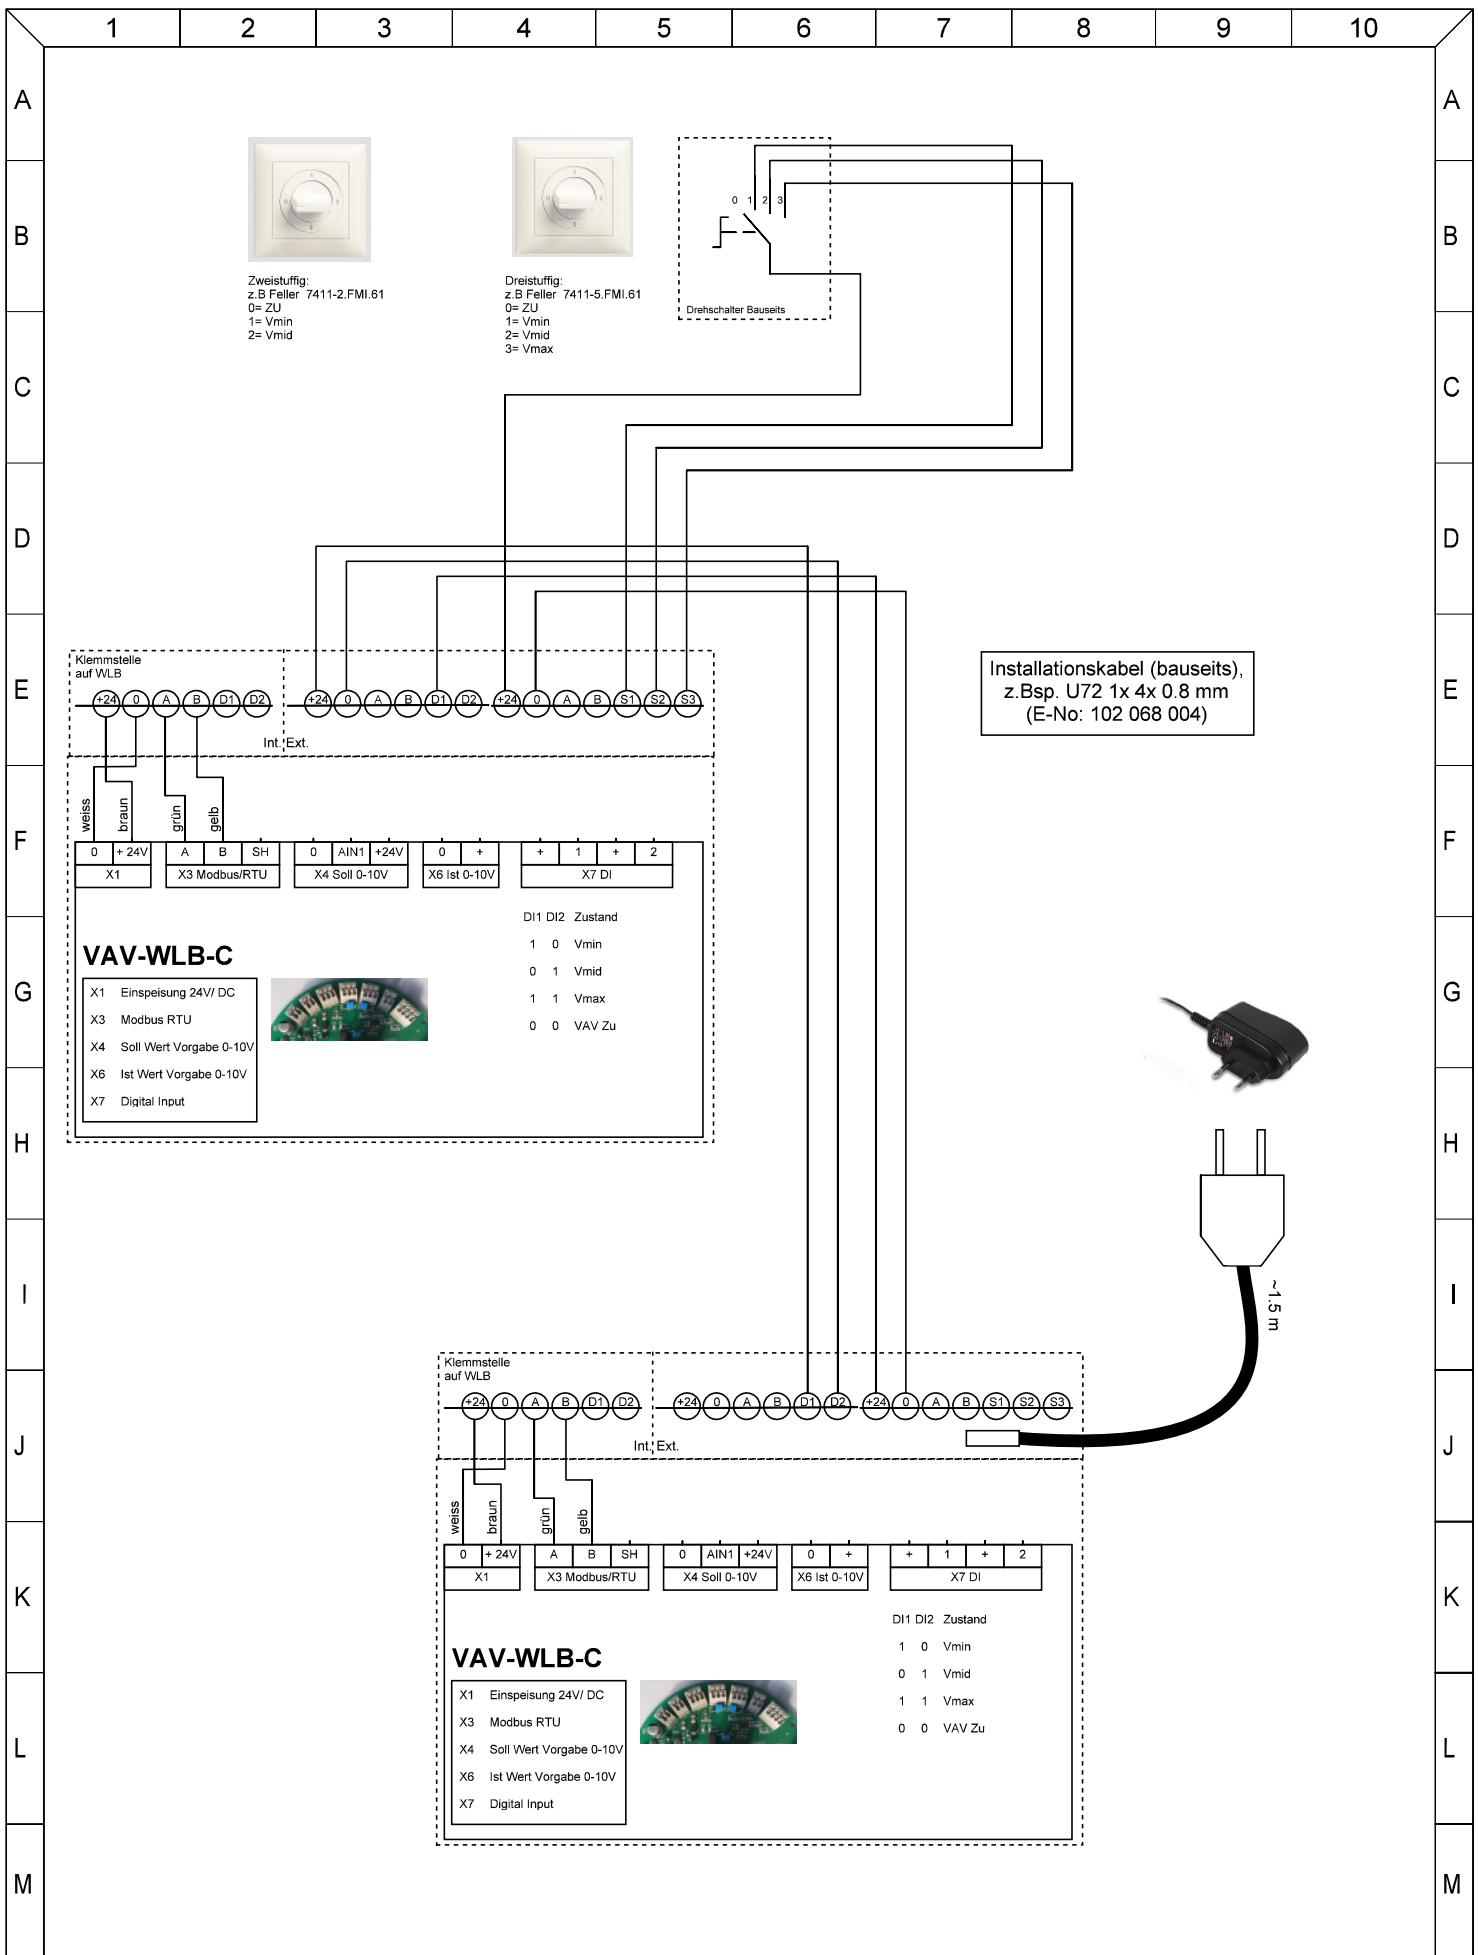 1 2 3 4 5 6 7 8 9 10
A A
B B
C C
D D
E E
F F
G G
H H
I I
J J
K K
L L
M M
Zweistuffig:
z.B Feller 7411-2.FMI.61
0= ZU
1= Vmin
2= Vmid
Dreistuffig:
z.B Feller 7411-5.FMI.61
0= ZU
1= Vmin
2= Vmid
3= Vmax
0 1 2 3
Drehschalter Bauseits
Klemmstelle
auf WLB
+24 0 A B D1 D2
+24 0 A B D1 D2 +24 0 A B S1 S2 S3
Int. Ext.
Installationskabel (bauseits),
z.Bsp. U72 1x 4x 0.8 mm
(E-No: 102 068 004)
weiss
braun
grün
gelb
0 + 24V A B SH 0 AIN1 +24V 0 + + 1 + 2
X1 X3 Modbus/RTU X4 Soll 0-10V X6 Ist 0-10V X7 DI
DI1 DI2 Zustand
1 0 Vmin
0 1 Vmid
1 1 Vmax
0 0 VAV Zu
VAV-WLB-C
X1 Einspeisung 24V/ DC
X3 Modbus RTU
X4 Soll Wert Vorgabe 0-10V
X6 Ist Wert Vorgabe 0-10V
X7 Digital Input
~1.5 m
Klemmstelle
auf WLB
+24 0 A B D1 D2
+24 0 A B D1 D2 +24 0 A B S1 S2 S3
Int. Ext.
weiss
braun
grün
gelb
0 + 24V A B SH 0 AIN1 +24V 0 + + 1 + 2
X1 X3 Modbus/RTU X4 Soll 0-10V X6 Ist 0-10V X7 DI
DI1 DI2 Zustand
1 0 Vmin
0 1 Vmid
1 1 Vmax
0 0 VAV Zu
VAV-WLB-C
X1 Einspeisung 24V/ DC
X3 Modbus RTU
X4 Soll Wert Vorgabe 0-10V
X6 Ist Wert Vorgabe 0-10V
X7 Digital Input